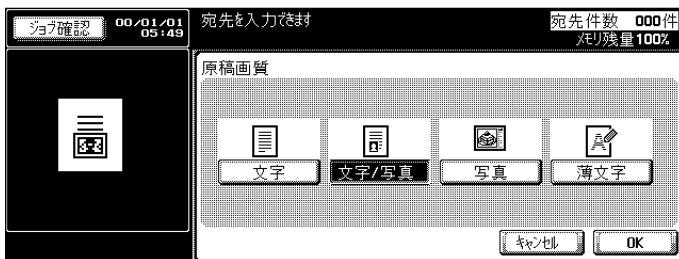 ジョブ確認 00/01/01 05:49
宛先を入力できます
宛先件数 000件
メモリ残量100%
原稿画質
文字 文字/写真 写真 薄文字
キャンセル OK